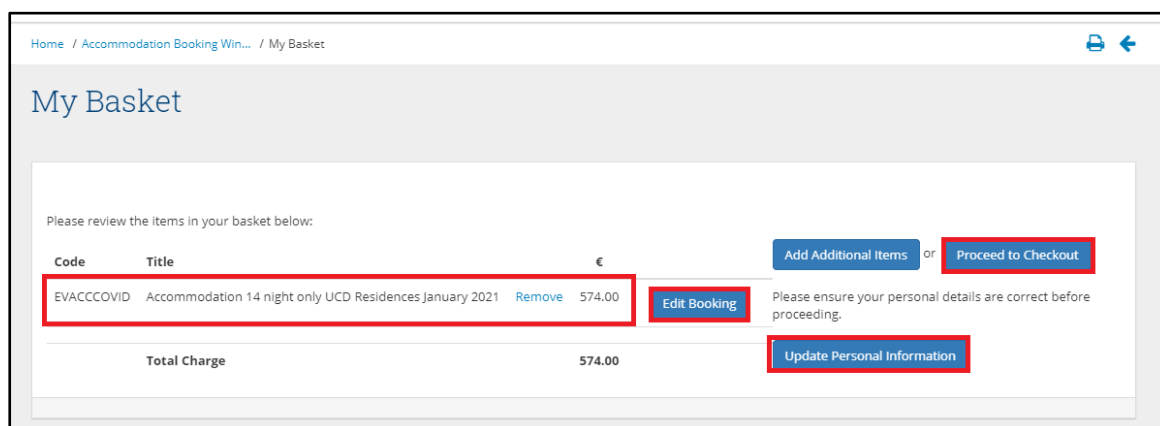 Home / Accommodation Booking Win... / My Basket
My Basket
Please review the items in your basket below:
Code Title €
EVACCCOVID Accommodation 14 night only UCD Residences January 2021 Remove 574.00
Edit Booking
Total Charge 574.00
Add Additional Items or Proceed to Checkout
Please ensure your personal details are correct before
proceeding.
Update Personal Information